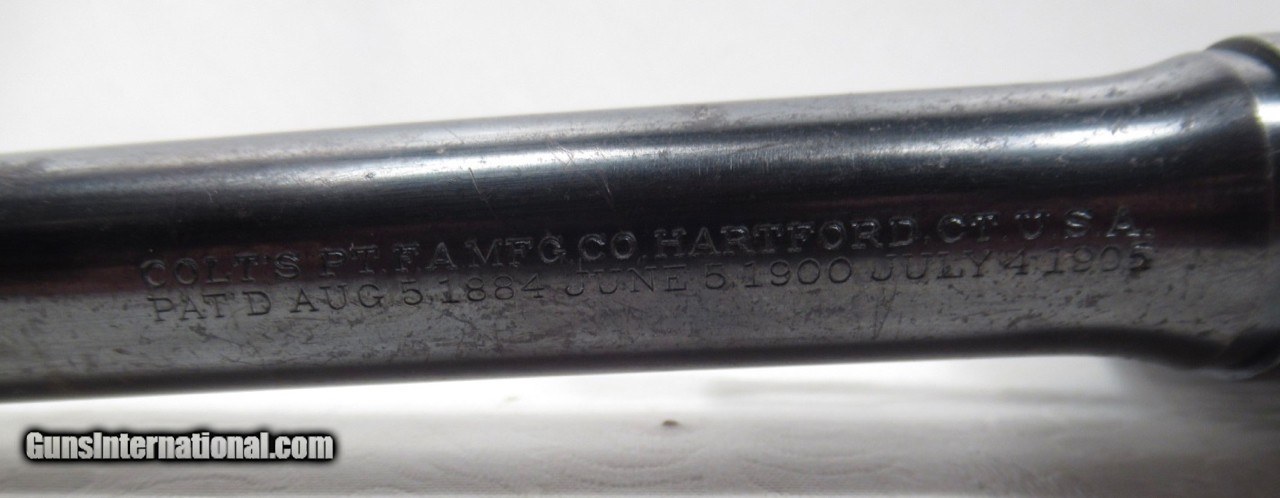 COLT'S PT. F.A. MFG. CO. HARTFORD. CT. U.S.A.
PAT'D AUG 5, 1884 JUNE 5, 1900 JULY 4, 1905
GunsInternational.com